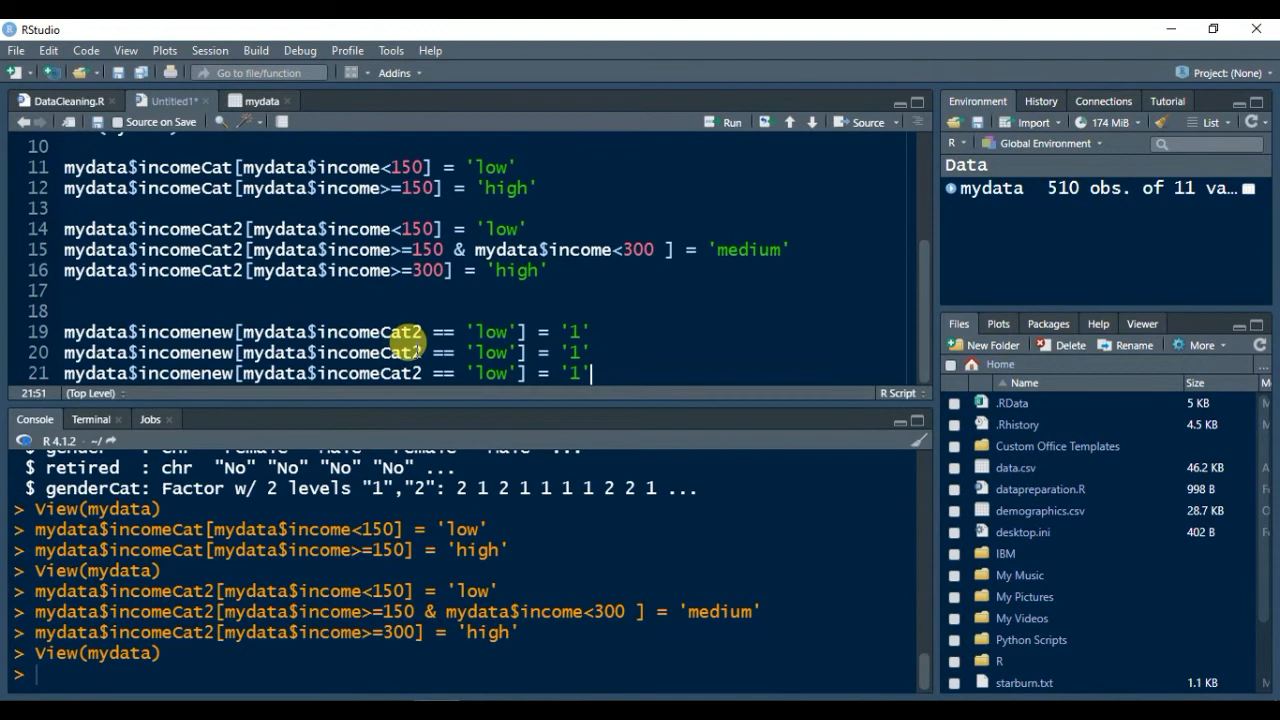 RStudio
File Edit Code View Plots Session Build Debug Profile Tools Help
Go to file/function Addins Project: (None)
DataCleaning.R Untitled1* mydata
Source on Save Run Source
10
11 mydata$incomeCat[mydata$income<150] = 'low'
12 mydata$incomeCat[mydata$income>=150] = 'high'
13
14 mydata$incomeCat2[mydata$income<150] = 'low'
15 mydata$incomeCat2[mydata$income>=150 & mydata$income<300 ] = 'medium'
16 mydata$incomeCat2[mydata$income>=300] = 'high'
17
18
19 mydata$incomenew[mydata$incomeCat2 == 'low'] = '1'
20 mydata$incomenew[mydata$incomeCat2 == 'low'] = '1'
21 mydata$incomenew[mydata$incomeCat2 == 'low'] = '1'
21:51 (Top Level) R Script
Console Terminal Jobs
R 4.1.2 · ~/
$ retired : chr "No" "No" "No" "No" ...
$ genderCat: Factor w/ 2 levels "1","2": 2 1 2 1 1 1 1 2 2 1 ...
> View(mydata)
> mydata$incomeCat[mydata$income<150] = 'low'
> mydata$incomeCat[mydata$income>=150] = 'high'
> View(mydata)
> mydata$incomeCat2[mydata$income<150] = 'low'
> mydata$incomeCat2[mydata$income>=150 & mydata$income<300 ] = 'medium'
> mydata$incomeCat2[mydata$income>=300] = 'high'
> View(mydata)
>
Environment History Connections Tutorial
Import 174 MiB List
R Global Environment
Data
mydata 510 obs. of 11 va…
Files Plots Packages Help Viewer
New Folder Delete Rename More
Home
Name Size
.RData 5 KB
.Rhistory 4.5 KB
Custom Office Templates
data.csv 46.2 KB
datapreparation.R 998 B
demographics.csv 28.7 KB
desktop.ini 402 B
IBM
My Music
My Pictures
My Videos
Python Scripts
R
starburn.txt 1.1 KB